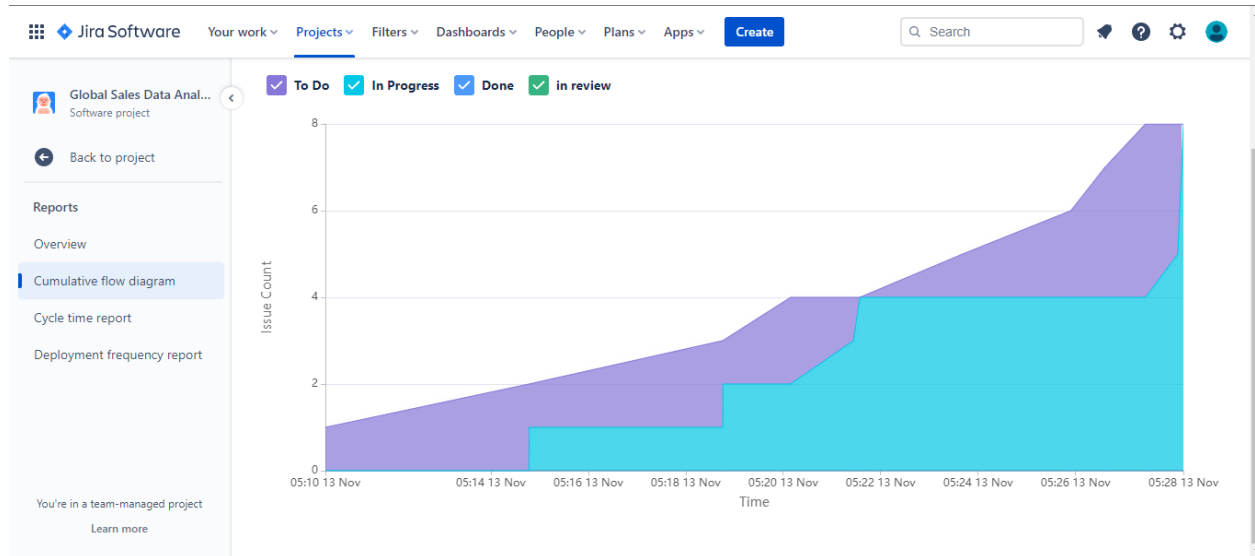 Jira Software Your work Projects Filters Dashboards People Plans Apps Create Search
Global Sales Data Anal...
Software project
Back to project
Reports
Overview
Cumulative flow diagram
Cycle time report
Deployment frequency report
You're in a team-managed project
Learn more
To Do In Progress Done in review
8
6
4
2
0
Issue Count
05:10 13 Nov 05:14 13 Nov 05:16 13 Nov 05:18 13 Nov 05:20 13 Nov 05:22 13 Nov 05:24 13 Nov 05:26 13 Nov 05:28 13 Nov
Time